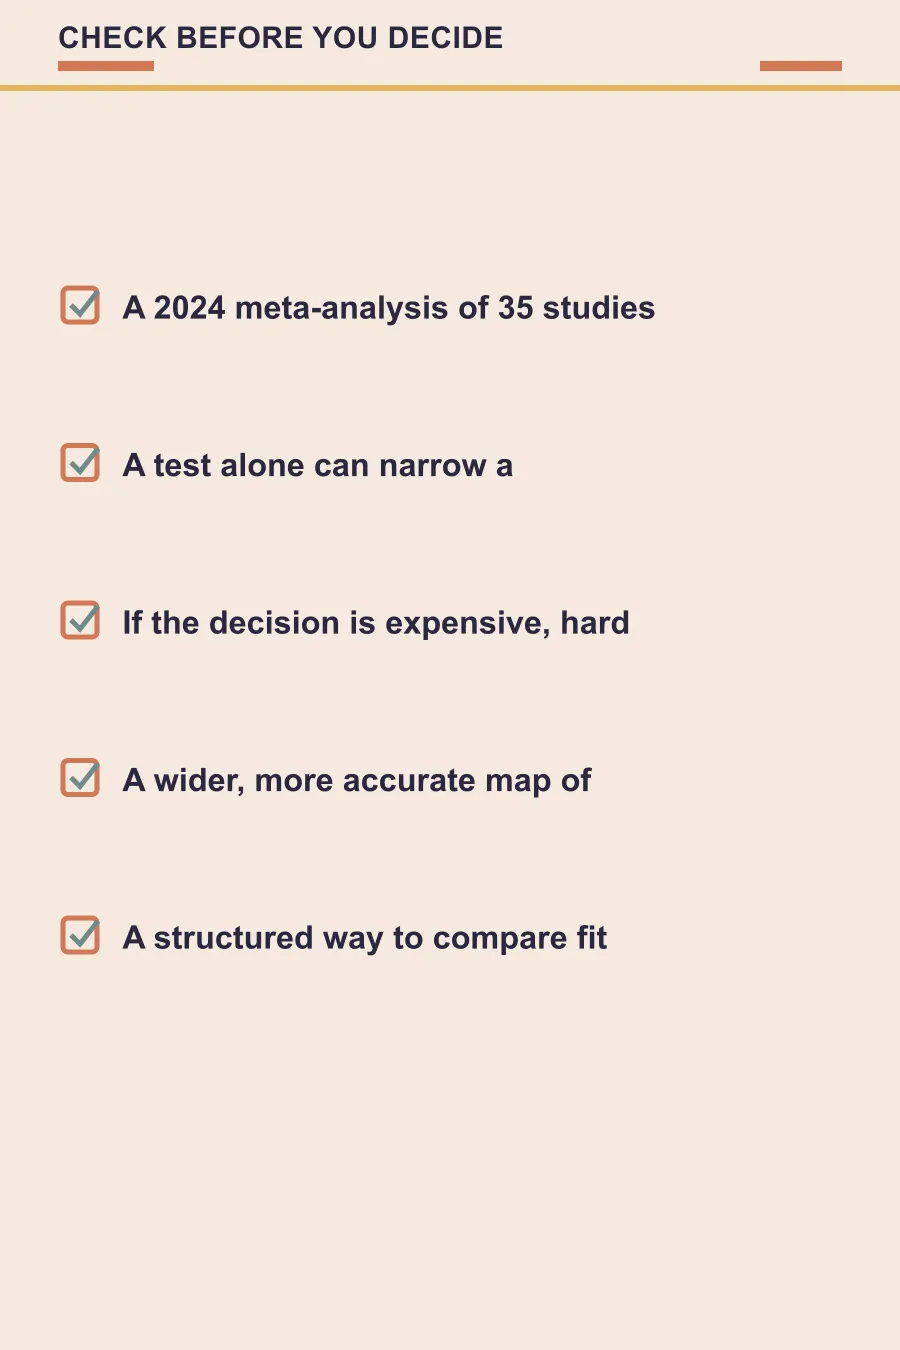 CHECK BEFORE YOU DECIDE
A 2024 meta-analysis of 35 studies
A test alone can narrow a
If the decision is expensive, hard
A wider, more accurate map of
A structured way to compare fit